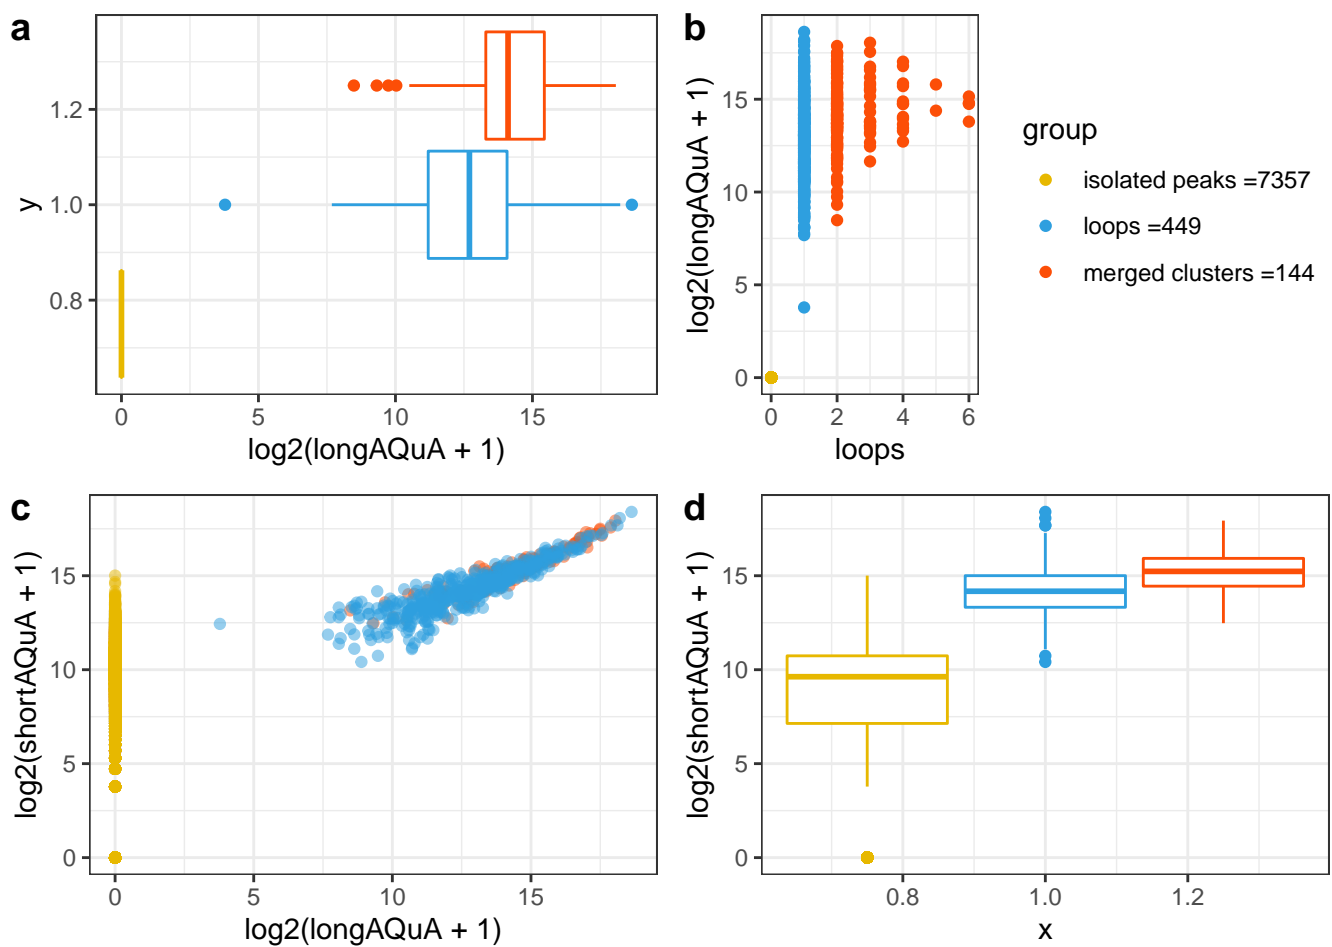 a
y
1.2
1.0
0.8
0 5 10 15
log2(longAQuA + 1)
b
log2(longAQuA + 1)
15
10
5
0
0 2 4 6
loops
group
isolated peaks =7357
loops =449
merged clusters =144
c
log2(shortAQuA + 1)
15
10
5
0
0 5 10 15
log2(longAQuA + 1)
d
log2(shortAQuA + 1)
15
10
5
0
0.8 1.0 1.2
x